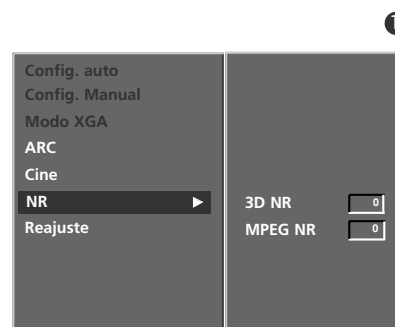 Config. auto
Config. Manual
Modo XGA
ARC
Cine
NR ▶ 3D NR 0
Reajuste MPEG NR 0